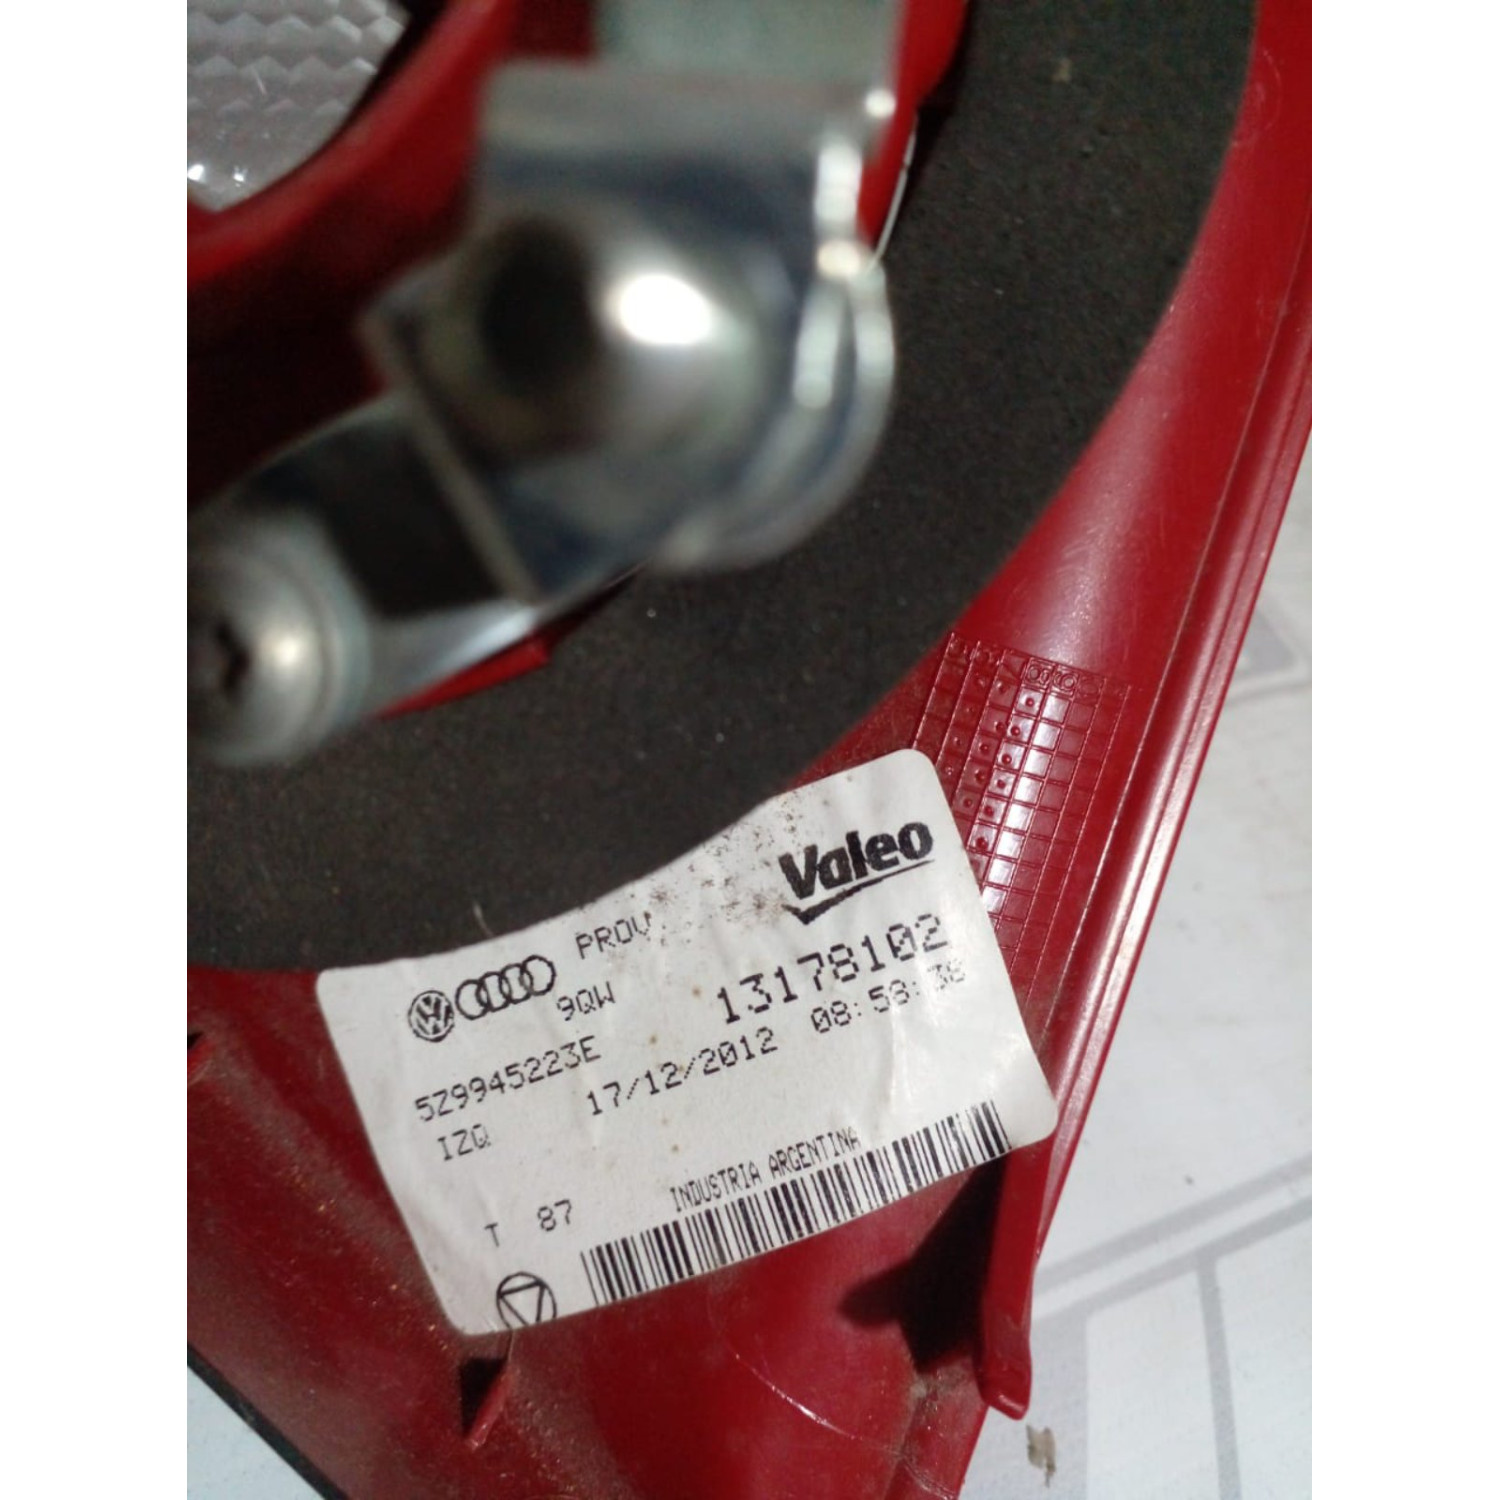 Valeo
PROV
9QW
13178102
5Z9945223E
17/12/2012 08:58:38
IZQ
T 87
INDUSTRIA ARGENTINA